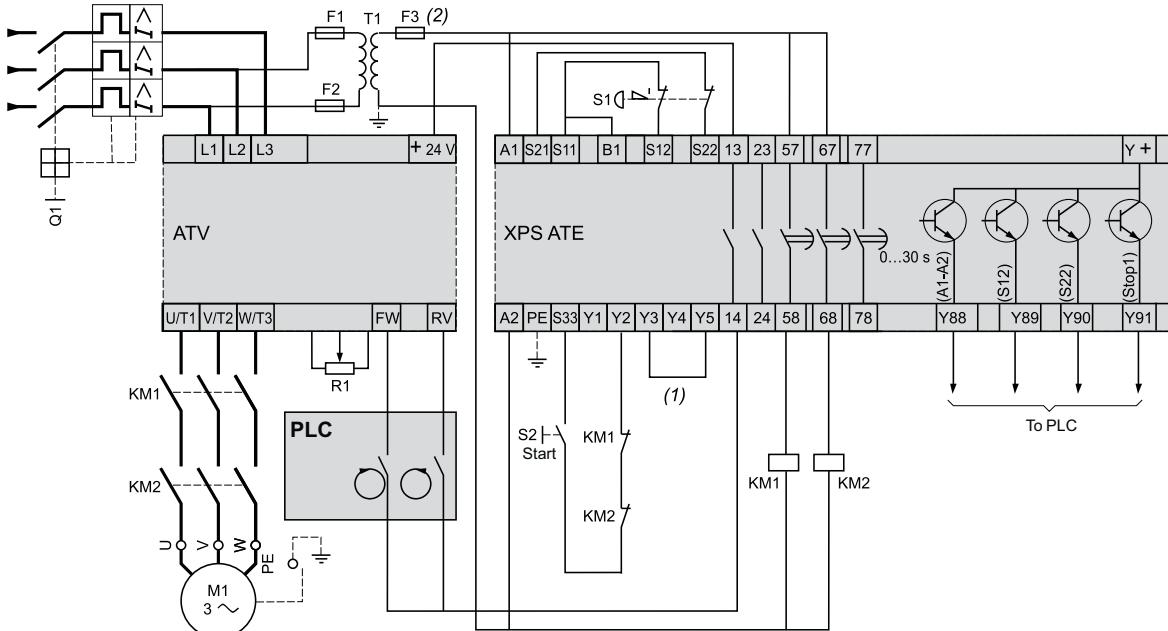 F1 T1 F3 (2)
F2
S1
Q1
L1 L2 L3 + 24 V
A1 S21 S11 B1 S12 S22 13 23 57 67 77 Y +
ATV
XPS ATE
0...30 s
(A1-A2) (S12) (S22) (Stop1)
U/T1 V/T2 W/T3 FW RV
A2 PE S33 Y1 Y2 Y3 Y4 Y5 14 24 58 68 78 Y88 Y89 Y90 Y91
R1
(1)
KM1
PLC
To PLC
S2
Start
KM1
KM2
KM1 KM2
KM2
U V W PE
M1
3